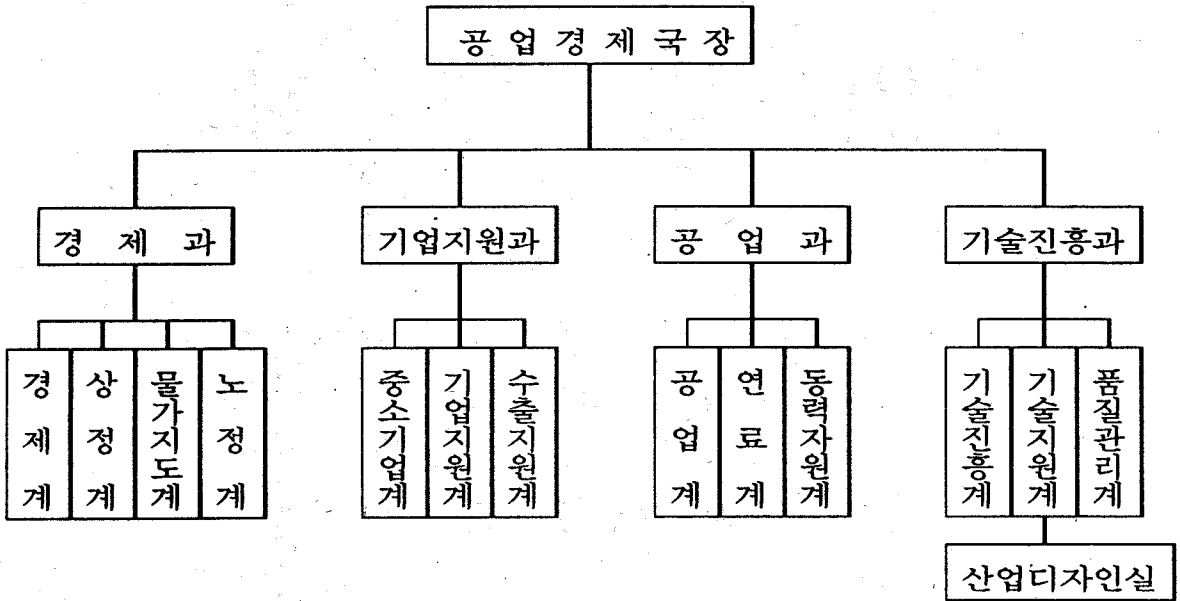 공업경제국장
경제과
기업지원과
공업과
기술진흥과
경제계
상정계
물가지도계
노정계
중소기업계
기업지원계
수출지원계
공업계
연료계
동력자원계
기술진흥계
기술지원계
품질관리계
산업디자인실